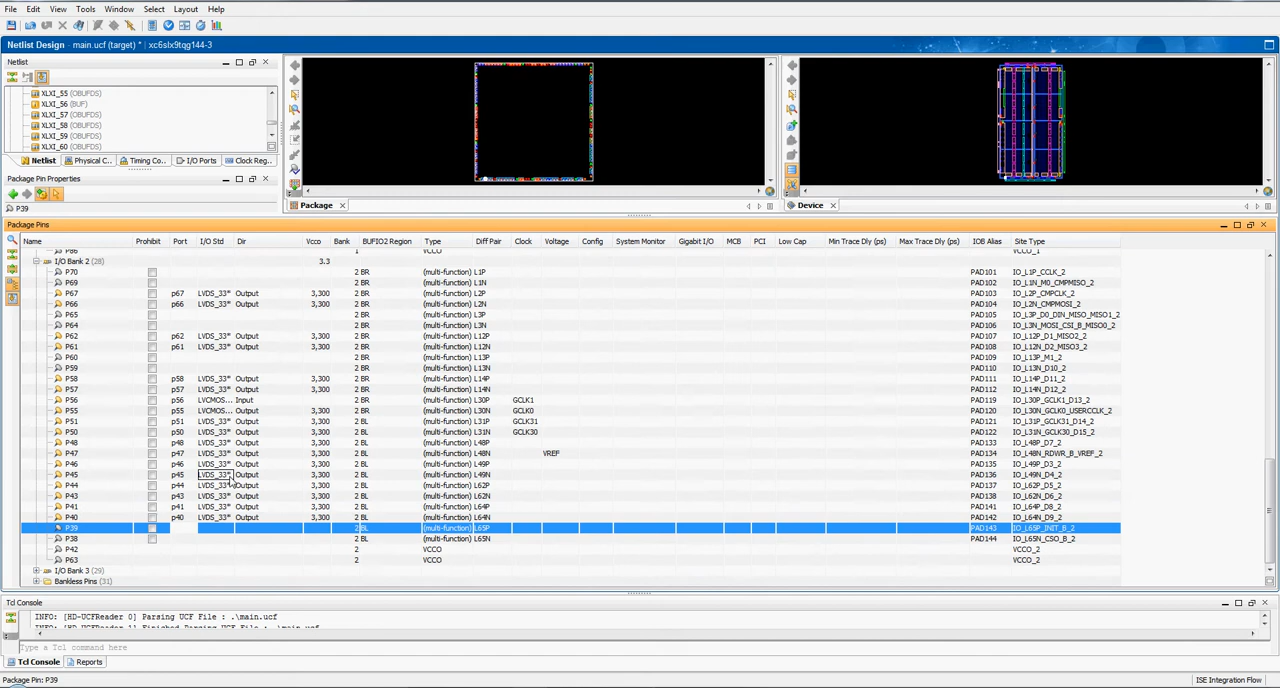 File Edit View Tools Window Select Layout Help
Netlist Design - main.ucf (target) * | xc6slx9tqg144-3
Netlist
XLXI_55 (OBUFDS)
XLXI_56 (BUF)
XLXI_57 (OBUFDS)
XLXI_58 (OBUFDS)
XLXI_59 (OBUFDS)
XLXI_60 (OBUFDS)
Netlist Physical C... Timing Co... I/O Ports Clock Reg...
Package Pin Properties
P39
Package
Device
Package Pins
Name Prohibit Port I/O Std Dir Vcco Bank BUFIO2 Region Type Diff Pair Clock Voltage Config System Monitor Gigabit I/O MCB PCI Low Cap Min Trace Dly (ps) Max Trace Dly (ps) IOB Alias Site Type
P86 1 VCCO VCCO_1
I/O Bank 2 (28) 3.3
P70 2 BR (multi-function) L1P PAD101 IO_L1P_CCLK_2
P69 2 BR (multi-function) L1N PAD102 IO_L1N_M0_CMPMISO_2
P67 p67 LVDS_33* Output 3,300 2 BR (multi-function) L2P PAD103 IO_L2P_CMPCLK_2
P66 p66 LVDS_33* Output 3,300 2 BR (multi-function) L2N PAD104 IO_L2N_CMPMOSI_2
P65 2 BR (multi-function) L3P PAD105 IO_L3P_D0_DIN_MISO_MISO1_2
P64 2 BR (multi-function) L3N PAD106 IO_L3N_MOSI_CSI_B_MISO0_2
P62 p62 LVDS_33* Output 3,300 2 BR (multi-function) L12P PAD107 IO_L12P_D1_MISO2_2
P61 p61 LVDS_33* Output 3,300 2 BR (multi-function) L12N PAD108 IO_L12N_D2_MISO3_2
P60 2 BR (multi-function) L13P PAD109 IO_L13P_M1_2
P59 2 BR (multi-function) L13N PAD110 IO_L13N_D10_2
P58 p58 LVDS_33* Output 3,300 2 BR (multi-function) L14P PAD111 IO_L14P_D11_2
P57 p57 LVDS_33* Output 3,300 2 BR (multi-function) L14N PAD112 IO_L14N_D12_2
P56 p56 LVCMOS... Input 3,300 2 BR (multi-function) L30P GCLK1 PAD119 IO_L30P_GCLK1_D13_2
P55 p55 LVCMOS... Output 3,300 2 BR (multi-function) L30N GCLK0 PAD120 IO_L30N_GCLK0_USERCCLK_2
P51 p51 LVDS_33* Output 3,300 2 BL (multi-function) L31P GCLK31 PAD121 IO_L31P_GCLK31_D14_2
P50 p50 LVDS_33* Output 3,300 2 BL (multi-function) L31N GCLK30 PAD122 IO_L31N_GCLK30_D15_2
P48 p48 LVDS_33* Output 3,300 2 BL (multi-function) L48P PAD133 IO_L48P_D7_2
P47 p47 LVDS_33* Output 3,300 2 BL (multi-function) L48N VREF PAD134 IO_L48N_RDWR_B_VREF_2
P46 p46 LVDS_33* Output 3,300 2 BL (multi-function) L49P PAD135 IO_L49P_D3_2
P45 p45 LVDS_33* Output 3,300 2 BL (multi-function) L49N PAD136 IO_L49N_D4_2
P44 p44 LVDS_33* Output 3,300 2 BL (multi-function) L62P PAD137 IO_L62P_D5_2
P43 p43 LVDS_33* Output 3,300 2 BL (multi-function) L62N PAD138 IO_L62N_D6_2
P41 p41 LVDS_33* Output 3,300 2 BL (multi-function) L64P PAD141 IO_L64P_D8_2
P40 p40 LVDS_33* Output 3,300 2 BL (multi-function) L64N PAD142 IO_L64N_D9_2
P39 2 BL (multi-function) L65P PAD143 IO_L65P_INIT_B_2
P38 2 BL (multi-function) L65N PAD144 IO_L65N_CSO_B_2
P42 2 VCCO VCCO_2
P63 2 VCCO VCCO_2
I/O Bank 3 (29)
Bankless Pins (31)
Tcl Console
INFO: [HD-UCFReader 0] Parsing UCF File : .\main.ucf
INFO: [HD-UCFReader 1] Finished Parsing UCF File : .\main.ucf
Type a Tcl command here
Tcl Console Reports
Package Pin: P39
ISE Integration Flow